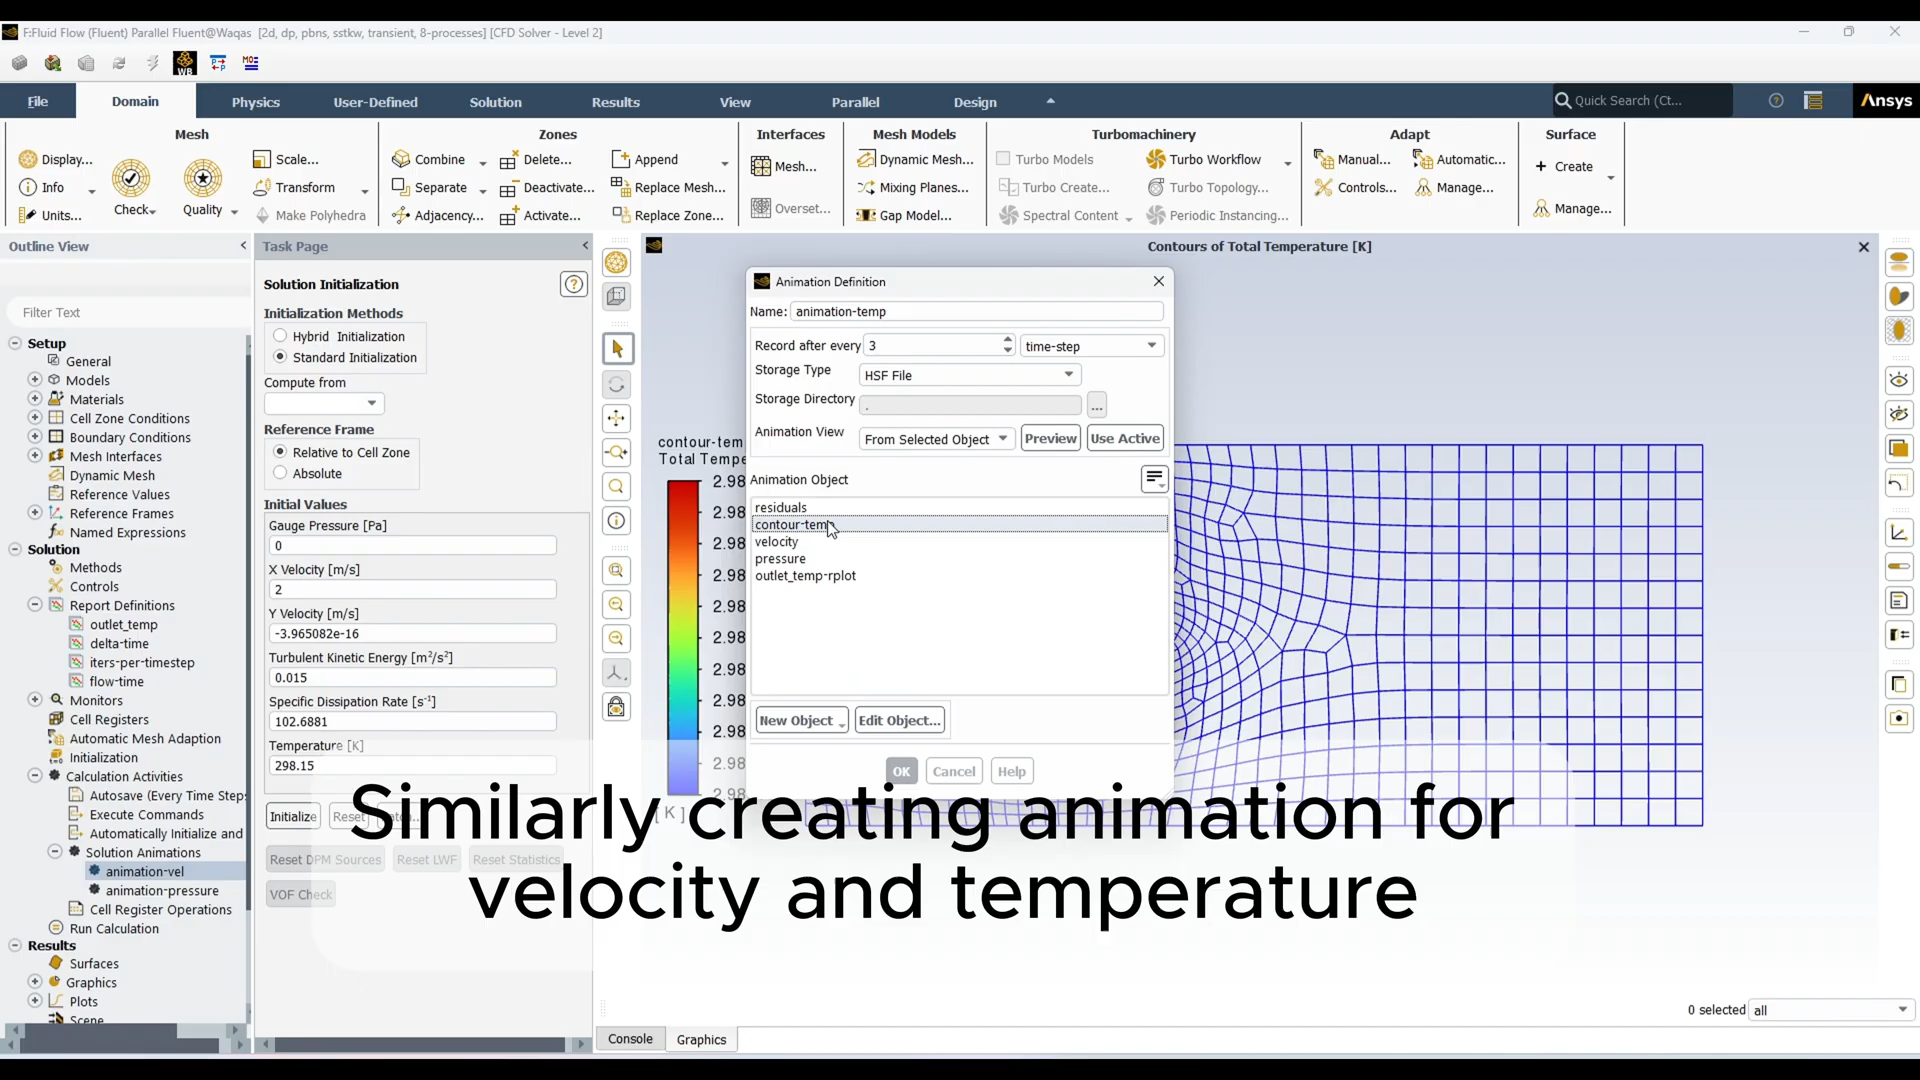 F:Fluid Flow (Fluent) Parallel Fluent@Waqas [2d, dp, pbns, sstkw, transient, 8-processes] [CFD Solver - Level 2]
WB
File
Domain
Physics
User-Defined
Solution
Results
View
Parallel
Design
Quick Search (Ct...
Ansys
Mesh
Display...
Info
Units...
Check
Quality
Scale...
Transform
Make Polyhedra
Zones
Combine
Separate
Adjacency...
Delete...
Deactivate...
Activate...
Append
Replace Mesh...
Replace Zone...
Interfaces
Mesh...
Overset...
Mesh Models
Dynamic Mesh...
Mixing Planes...
Gap Model...
Turbomachinery
Turbo Models
Turbo Create...
Spectral Content
Turbo Workflow
Turbo Topology...
Periodic Instancing...
Adapt
Manual...
Controls...
Automatic...
Manage...
Surface
+ Create
Manage...
Outline View
Filter Text
Setup
General
Models
Materials
Cell Zone Conditions
Boundary Conditions
Mesh Interfaces
Dynamic Mesh
Reference Values
Reference Frames
Named Expressions
Solution
Methods
Controls
Report Definitions
outlet_temp
delta-time
iters-per-timestep
flow-time
Monitors
Cell Registers
Automatic Mesh Adaption
Initialization
Calculation Activities
Autosave (Every Time Steps
Execute Commands
Automatically Initialize and
Solution Animations
animation-vel
animation-pressure
Cell Register Operations
Run Calculation
Results
Surfaces
Graphics
Plots
Scene
Task Page
Solution Initialization
Initialization Methods
Hybrid Initialization
Standard Initialization
Compute from
Reference Frame
Relative to Cell Zone
Absolute
Initial Values
Gauge Pressure [Pa]
0
X Velocity [m/s]
2
Y Velocity [m/s]
-3.965082e-16
Turbulent Kinetic Energy [m²/s²]
0.015
Specific Dissipation Rate [s⁻¹]
102.6881
Temperature [K]
298.15
Initialize
Reset
Reset DPM Sources
Reset LWF
Reset Statistics
VOF Check
Contours of Total Temperature [K]
contour-tem
Total Tempe
2.98
2.98
2.98
2.98
2.98
2.98
2.98
2.98
2.98
2.98
2.98
[K]
Animation Definition
Name: animation-temp
Record after every 3 time-step
Storage Type HSF File
Storage Directory . ...
Animation View From Selected Object Preview Use Active
Animation Object
residuals
contour-temp
velocity
pressure
outlet_temp-rplot
New Object
Edit Object...
OK
Cancel
Help
Similarly creating animation for
velocity and temperature
0 selected all
Console
Graphics